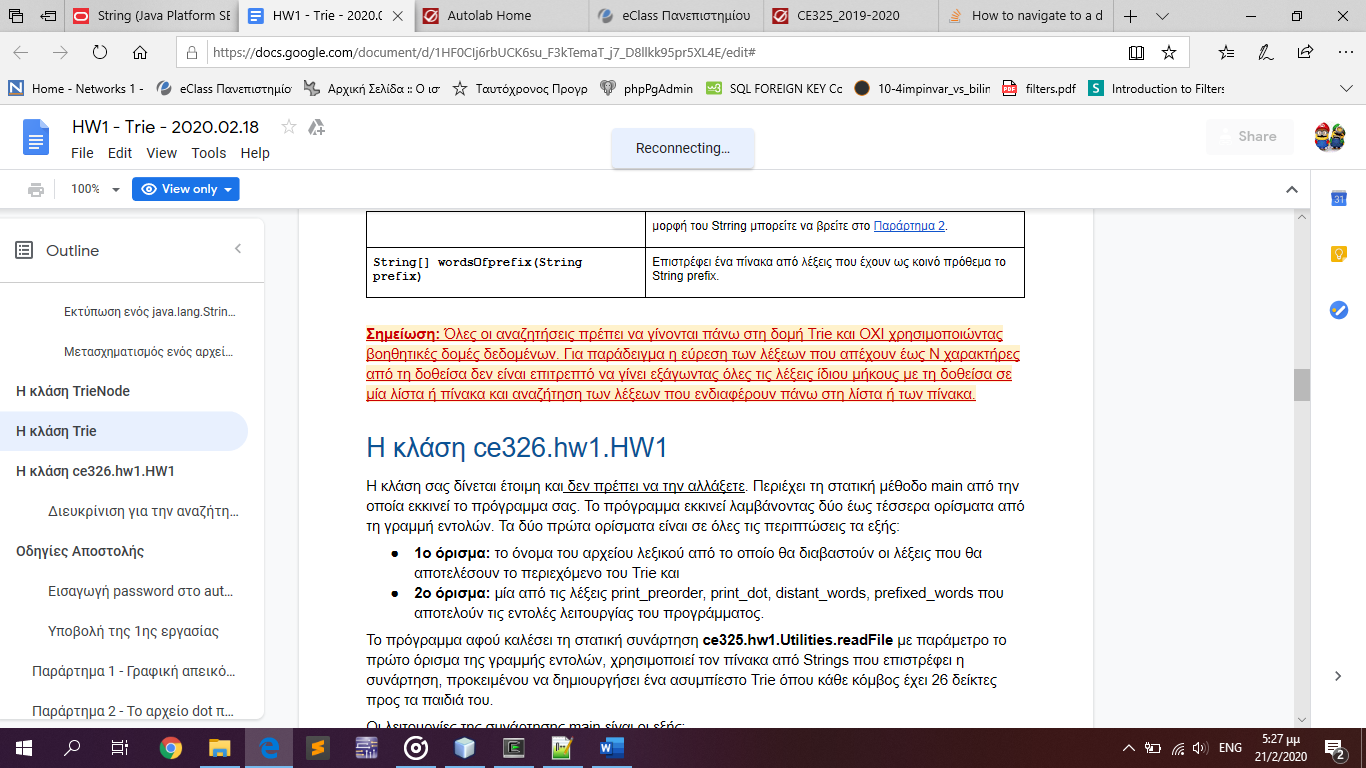 String (Java Platform SE
HW1 - Trie - 2020.0
Autolab Home
eClass Πανεπιστημίου
CE325_2019-2020
How to navigate to a d
https://docs.google.com/document/d/1HF0CIj6rbUCK6su_F3kTemaT_j7_D8llkk95pr5XL4E/edit#
Home - Networks 1 -
eClass Πανεπιστημίο
Αρχική Σελίδα :: Ο ισ
Ταυτόχρονος Προγρ
phpPgAdmin
SQL FOREIGN KEY Co
10-4impinvar_vs_bilin
filters.pdf
Introduction to Filters
HW1 - Trie - 2020.02.18
File Edit View Tools Help
Reconnecting...
Share
100%
View only
31
Outline
Εκτύπωση ενός java.lang.Strin...
Μετασχηματισμός ενός αρχεί...
Η κλάση TrieNode
Η κλάση Trie
Η κλάση ce326.hw1.HW1
Διευκρίνιση για την αναζήτη...
Οδηγίες Αποστολής
Εισαγωγή password στο aut...
Υποβολή της 1ης εργασίας
Παράρτημα 1 - Γραφική απεικό...
Παράρτημα 2 - Το αρχείο dot π...
μορφή του Strring μπορείτε να βρείτε στο Παράρτημα 2.
String[] wordsOfprefix(String
prefix)
Επιστρέφει ένα πίνακα από λέξεις που έχουν ως κοινό πρόθεμα το
String prefix.
Σημείωση: Όλες οι αναζητήσεις πρέπει να γίνονται πάνω στη δομή Trie και ΟΧΙ χρησιμοποιώντας
βοηθητικές δομές δεδομένων. Για παράδειγμα η εύρεση των λέξεων που απέχουν έως Ν χαρακτήρες
από τη δοθείσα δεν είναι επιτρεπτό να γίνει εξάγωντας όλες τις λέξεις ίδιου μήκους με τη δοθείσα σε
μία λίστα ή πίνακα και αναζήτηση των λέξεων που ενδιαφέρουν πάνω στη λίστα ή των πίνακα.
Η κλάση ce326.hw1.HW1
Η κλάση σας δίνεται έτοιμη και δεν πρέπει να την αλλάξετε. Περιέχει τη στατική μέθοδο main από την
οποία εκκινεί το πρόγραμμα σας. Το πρόγραμμα εκκινεί λαμβάνοντας δύο έως τέσσερα ορίσματα από
τη γραμμή εντολών. Τα δύο πρώτα ορίσματα είναι σε όλες τις περιπτώσεις τα εξής:
● 1ο όρισμα: το όνομα του αρχείου λεξικού από το οποίο θα διαβαστούν οι λέξεις που θα
αποτελέσουν το περιεχόμενο του Trie και
● 2ο όρισμα: μία από τις λέξεις print_preorder, print_dot, distant_words, prefixed_words που
αποτελούν τις εντολές λειτουργίας του προγράμματος.
Το πρόγραμμα αφού καλέσει τη στατική συνάρτηση ce325.hw1.Utilities.readFile με παράμετρο το
πρώτο όρισμα της γραμμής εντολών, χρησιμοποιεί τον πίνακα από Strings που επιστρέφει η
συνάρτηση, προκειμένου να δημιουργήσει ένα ασυμπίεστο Trie όπου κάθε κόμβος έχει 26 δείκτες
προς τα παιδιά του.
Οι λειτουργίες της συνάρτησης main είναι οι εξής:
ENG
5:27 μμ
21/2/2020
2